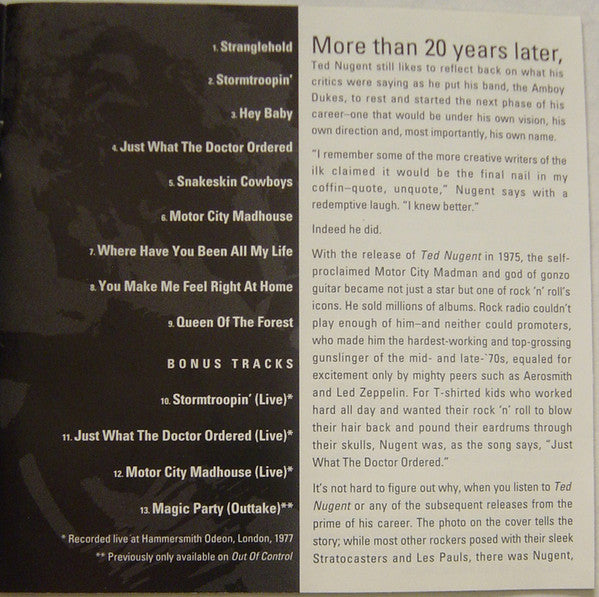 1. Stranglehold
2. Stormtroopin'
3. Hey Baby
4. Just What The Doctor Ordered
5. Snakeskin Cowboys
6. Motor City Madhouse
7. Where Have You Been All My Life
8. You Make Me Feel Right At Home
9. Queen Of The Forest
BONUS TRACKS
10. Stormtroopin' (Live)*
11. Just What The Doctor Ordered (Live)*
12. Motor City Madhouse (Live)*
13. Magic Party (Outtake)**
* Recorded live at Hammersmith Odeon, London, 1977
** Previously only available on Out Of Control
More than 20 years later,
Ted Nugent still likes to reflect back on what his
critics were saying as he put his band, the Amboy
Dukes, to rest and started the next phase of his
career–one that would be under his own vision, his
own direction and, most importantly, his own name.
"I remember some of the more creative writers of the
ilk claimed it would be the final nail in my
coffin–quote, unquote," Nugent says with a
redemptive laugh. "I knew better."
Indeed he did.
With the release of Ted Nugent in 1975, the self-
proclaimed Motor City Madman and god of gonzo
guitar became not just a star but one of rock 'n' roll's
icons. He sold millions of albums. Rock radio couldn't
play enough of him–and neither could promoters,
who made him the hardest-working and top-grossing
gunslinger of the mid- and late-`70s, equaled for
excitement only by mighty peers such as Aerosmith
and Led Zeppelin. For T-shirted kids who worked
hard all day and wanted their rock 'n' roll to blow
their hair back and pound their eardrums through
their skulls, Nugent was, as the song says, "Just
What The Doctor Ordered."
It's not hard to figure out why, when you listen to Ted
Nugent or any of the subsequent releases from the
prime of his career. The photo on the cover tells the
story; while most other rockers posed with their sleek
Stratocasters and Les Pauls, there was Nugent,